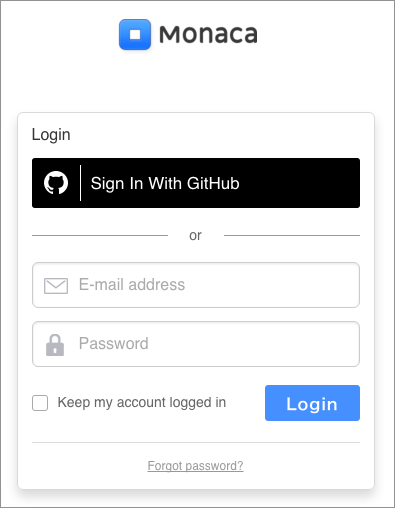 Monaca
Login
Sign In With GitHub
or
E-mail address
Password
Keep my account logged in
Login
Forgot password?